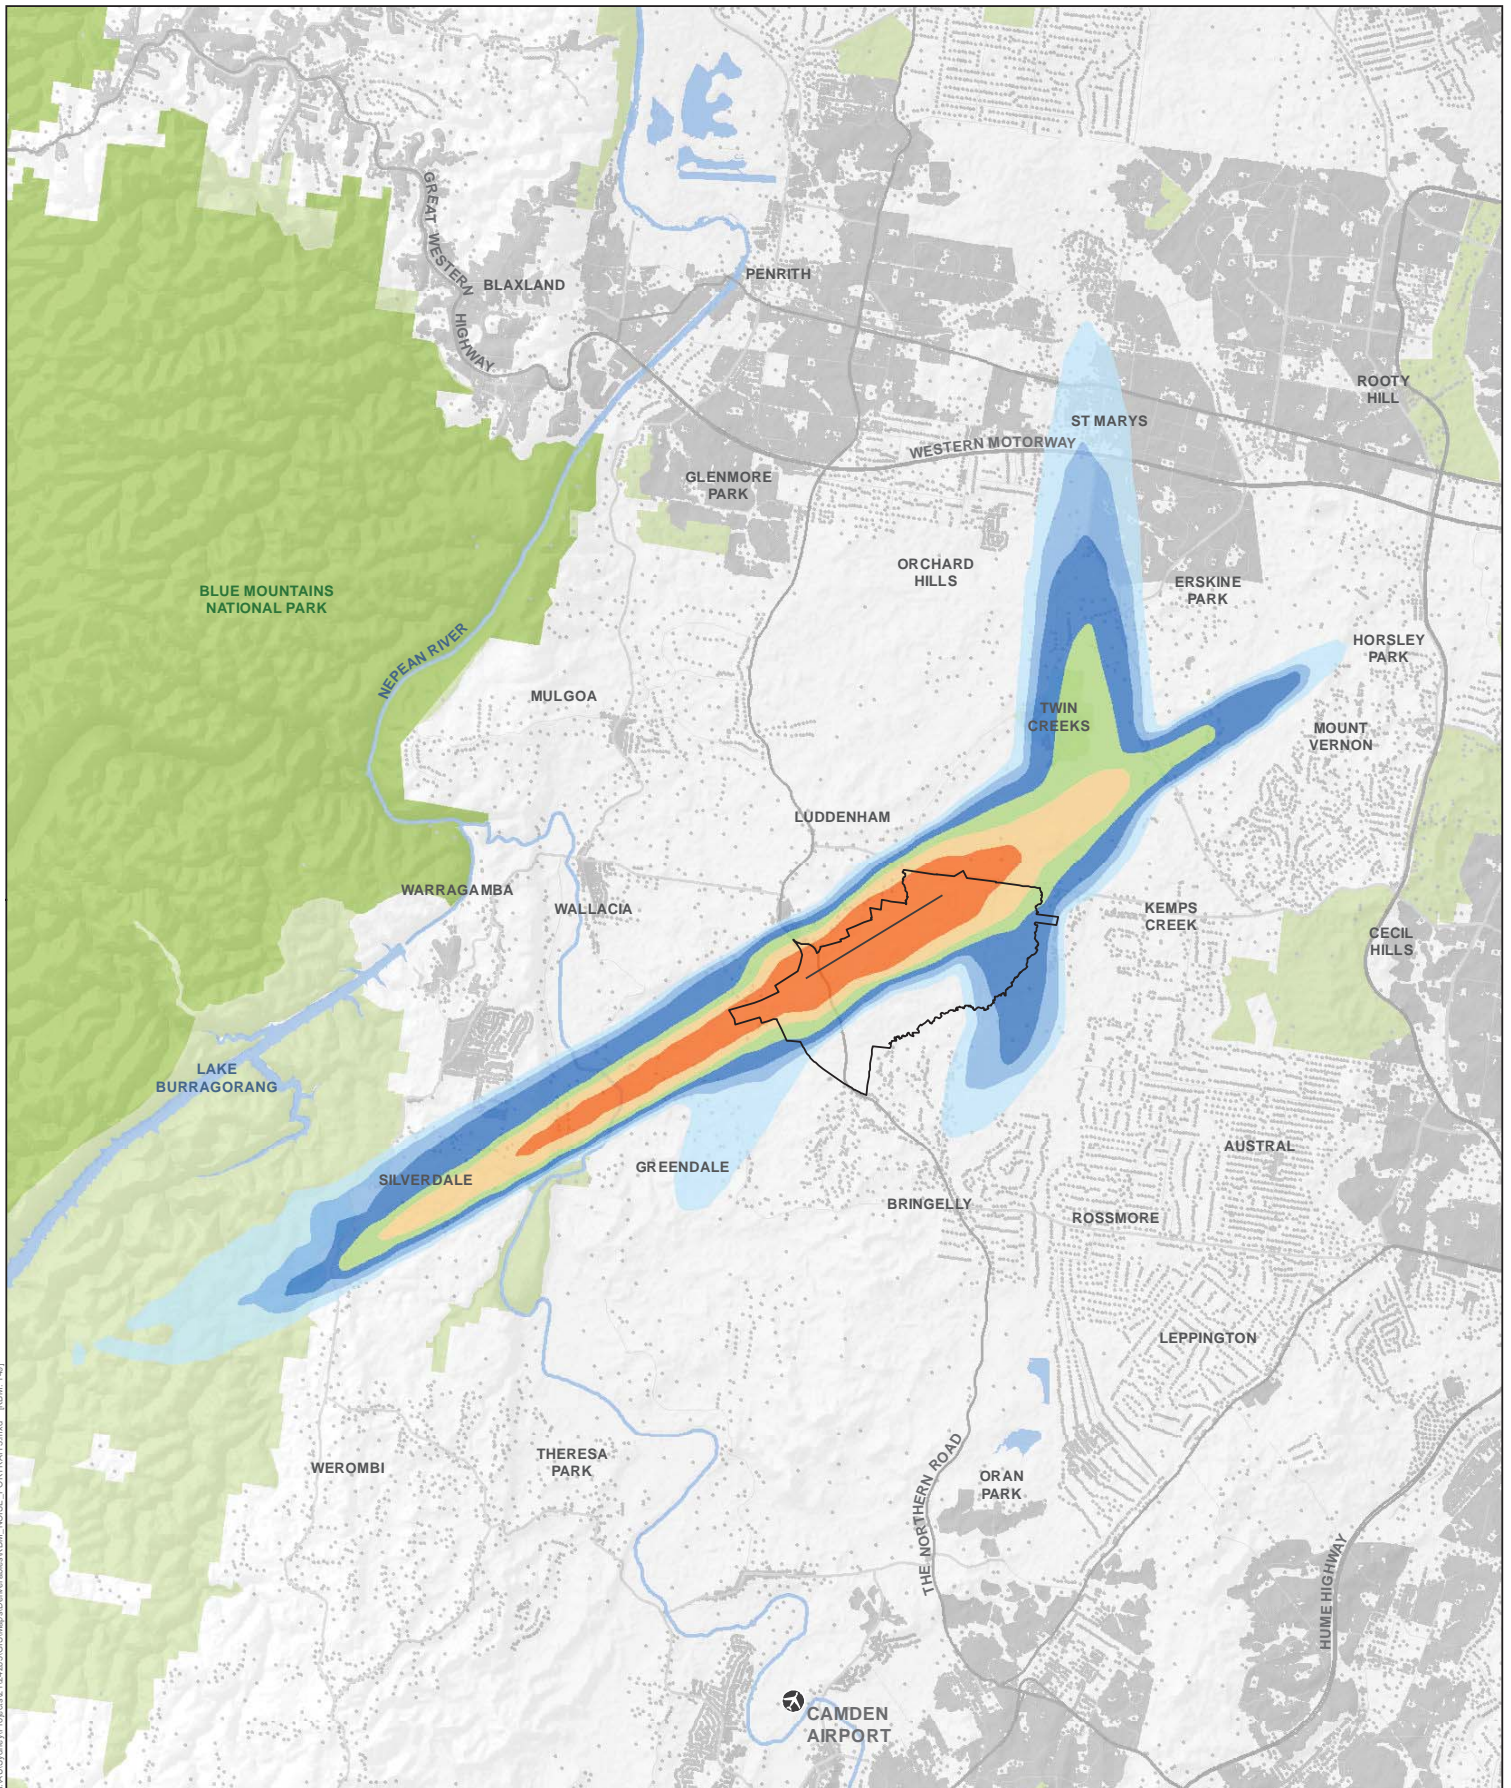 GREAT WESTERN
HIGHWAY
BLAXLAND
PENRITH
ROOTY
HILL
ST MARYS
WESTERN MOTORWAY
GLENMORE
PARK
ORCHARD
HILLS
ERSKINE
PARK
BLUE MOUNTAINS
NATIONAL PARK
NEPEAN RIVER
HORSLEY
PARK
MULGOA
TWIN
CREEKS
MOUNT
VERNON
LUDDENHAM
WARRAGAMBA
WALLACIA
KEMPS
CREEK
CECIL
HILLS
LAKE
BURRAGORANG
SILVERDALE
GREENDALE
AUSTRAL
BRINGELLY
ROSSMORE
LEPPINGTON
WEROMBI
THERESA
PARK
THE NORTHERN ROAD
ORAN
PARK
HUME HIGHWAY
CAMDEN
AIRPORT